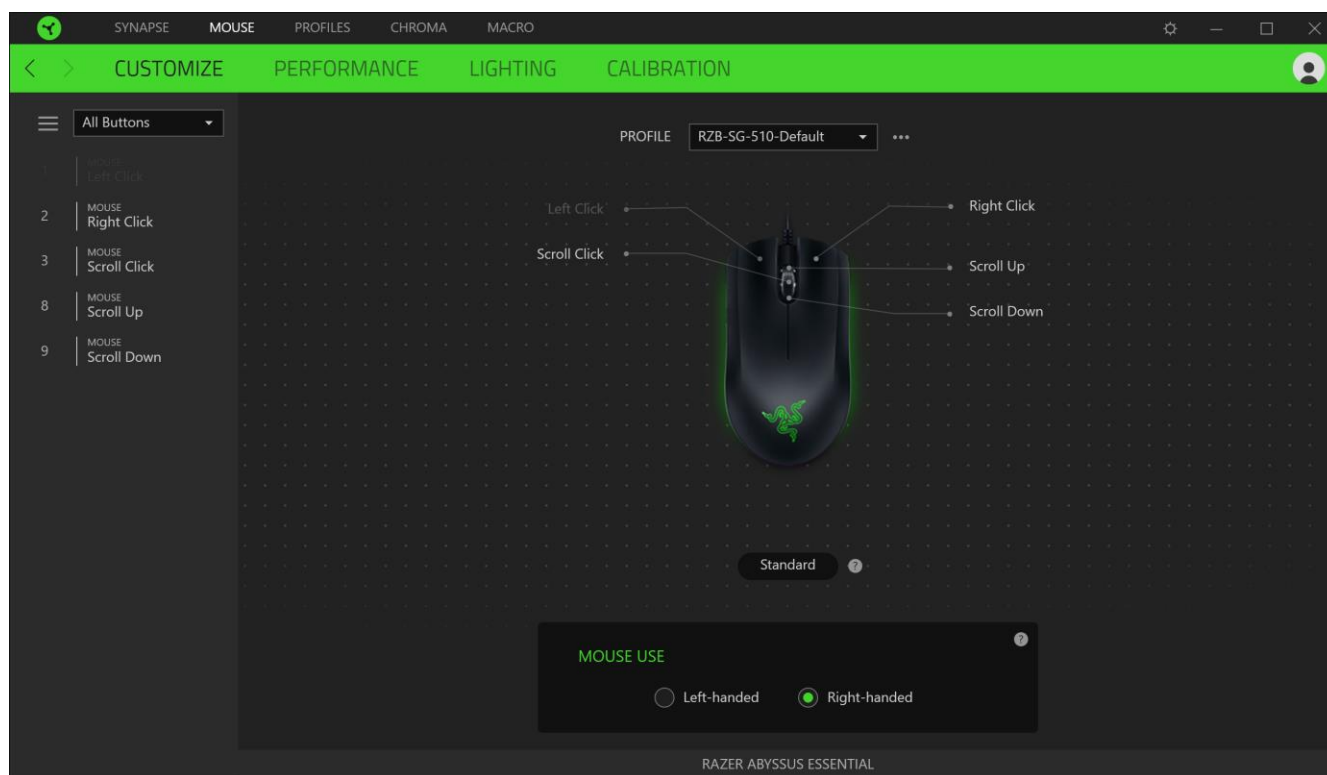 SYNAPSE MOUSE PROFILES CHROMA MACRO
CUSTOMIZE PERFORMANCE LIGHTING CALIBRATION
All Buttons
PROFILE RZB-SG-510-Default
1 MOUSE
Left Click
2 MOUSE
Right Click
3 MOUSE
Scroll Click
8 MOUSE
Scroll Up
9 MOUSE
Scroll Down
Left Click
Scroll Click
Right Click
Scroll Up
Scroll Down
Standard ?
MOUSE USE ?
Left-handed Right-handed
RAZER ABYSSUS ESSENTIAL